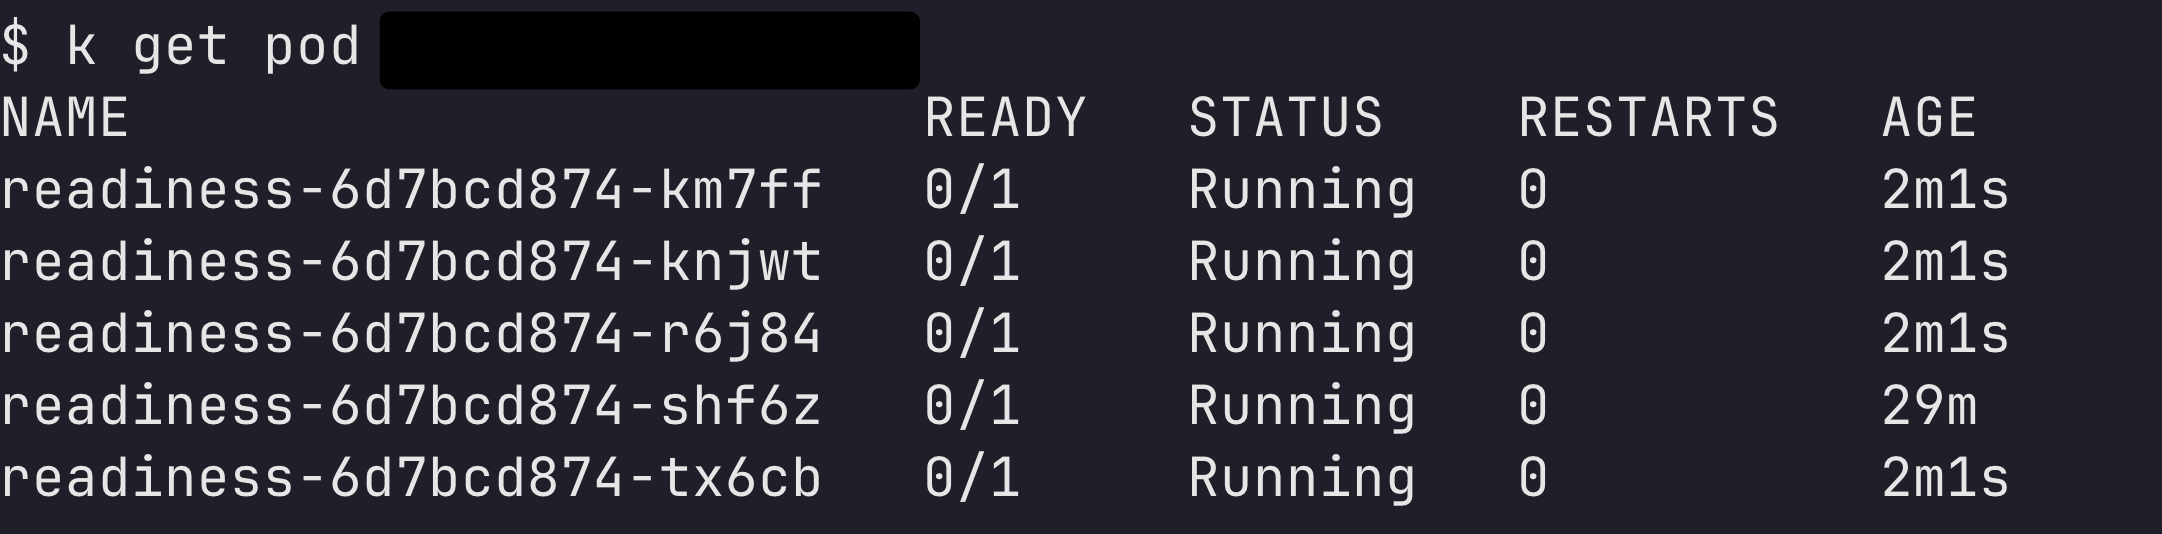 $ k get pod
NAME READY STATUS RESTARTS AGE
readiness-6d7bcd874-km7ff 0/1 Running 0 2m1s
readiness-6d7bcd874-knjwt 0/1 Running 0 2m1s
readiness-6d7bcd874-r6j84 0/1 Running 0 2m1s
readiness-6d7bcd874-shf6z 0/1 Running 0 29m
readiness-6d7bcd874-tx6cb 0/1 Running 0 2m1s